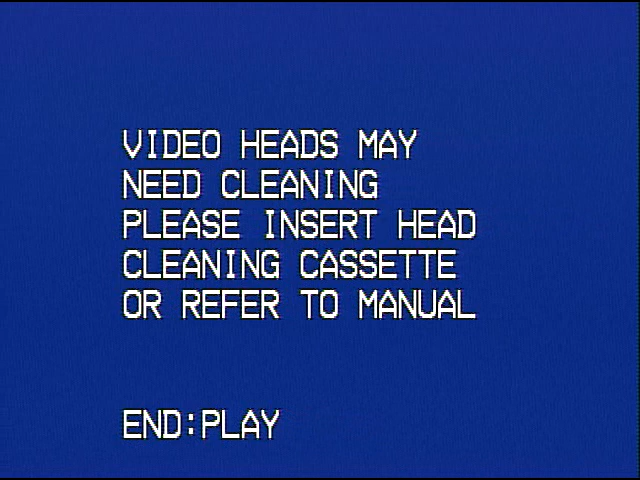 VIDEO HEADS MAY
NEED CLEANING
PLEASE INSERT HEAD
CLEANING CASSETTE
OR REFER TO MANUAL
END:PLAY